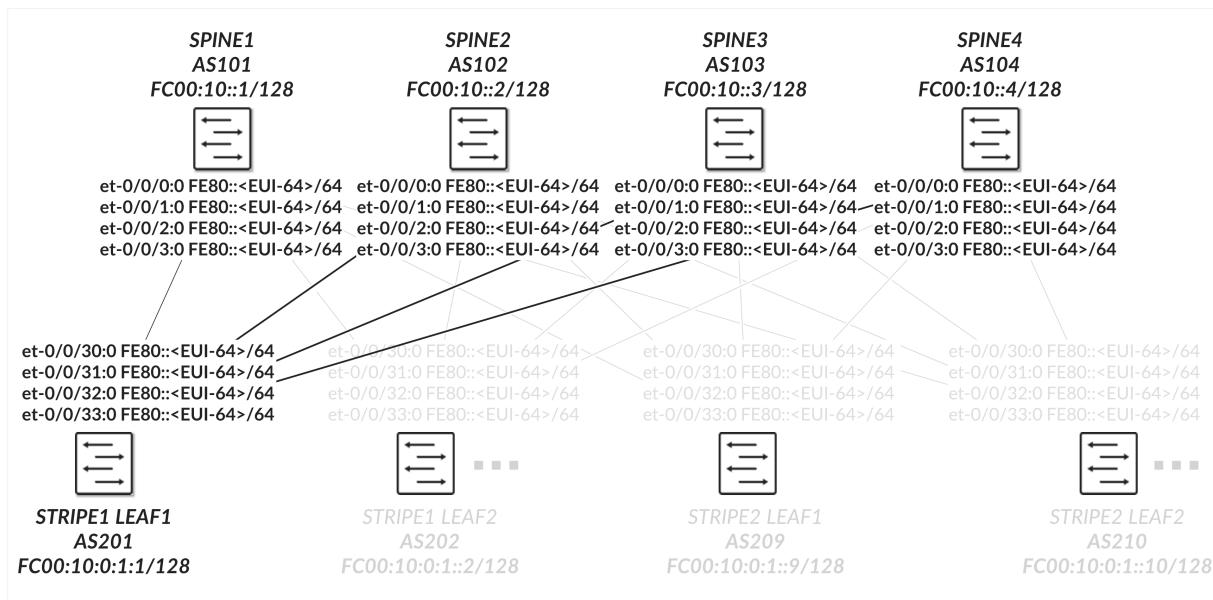 SPINE1
AS101
FC00:10::1/128
SPINE2
AS102
FC00:10::2/128
SPINE3
AS103
FC00:10::3/128
SPINE4
AS104
FC00:10::4/128
et-0/0/0:0 FE80::<EUI-64>/64
et-0/0/1:0 FE80::<EUI-64>/64
et-0/0/2:0 FE80::<EUI-64>/64
et-0/0/3:0 FE80::<EUI-64>/64
et-0/0/0:0 FE80::<EUI-64>/64
et-0/0/1:0 FE80::<EUI-64>/64
et-0/0/2:0 FE80::<EUI-64>/64
et-0/0/3:0 FE80::<EUI-64>/64
et-0/0/0:0 FE80::<EUI-64>/64
et-0/0/1:0 FE80::<EUI-64>/64
et-0/0/2:0 FE80::<EUI-64>/64
et-0/0/3:0 FE80::<EUI-64>/64
et-0/0/0:0 FE80::<EUI-64>/64
et-0/0/1:0 FE80::<EUI-64>/64
et-0/0/2:0 FE80::<EUI-64>/64
et-0/0/3:0 FE80::<EUI-64>/64
et-0/0/30:0 FE80::<EUI-64>/64
et-0/0/31:0 FE80::<EUI-64>/64
et-0/0/32:0 FE80::<EUI-64>/64
et-0/0/33:0 FE80::<EUI-64>/64
et-0/0/30:0 FE80::<EUI-64>/64
et-0/0/31:0 FE80::<EUI-64>/64
et-0/0/32:0 FE80::<EUI-64>/64
et-0/0/33:0 FE80::<EUI-64>/64
et-0/0/30:0 FE80::<EUI-64>/64
et-0/0/31:0 FE80::<EUI-64>/64
et-0/0/32:0 FE80::<EUI-64>/64
et-0/0/33:0 FE80::<EUI-64>/64
et-0/0/30:0 FE80::<EUI-64>/64
et-0/0/31:0 FE80::<EUI-64>/64
et-0/0/32:0 FE80::<EUI-64>/64
et-0/0/33:0 FE80::<EUI-64>/64
STRIPE1 LEAF1
AS201
FC00:10:0:1:1/128
STRIPE1 LEAF2
AS202
FC00:10:0:1::2/128
STRIPE2 LEAF1
AS209
FC00:10:0:1::9/128
STRIPE2 LEAF2
AS210
FC00:10:0:1::10/128